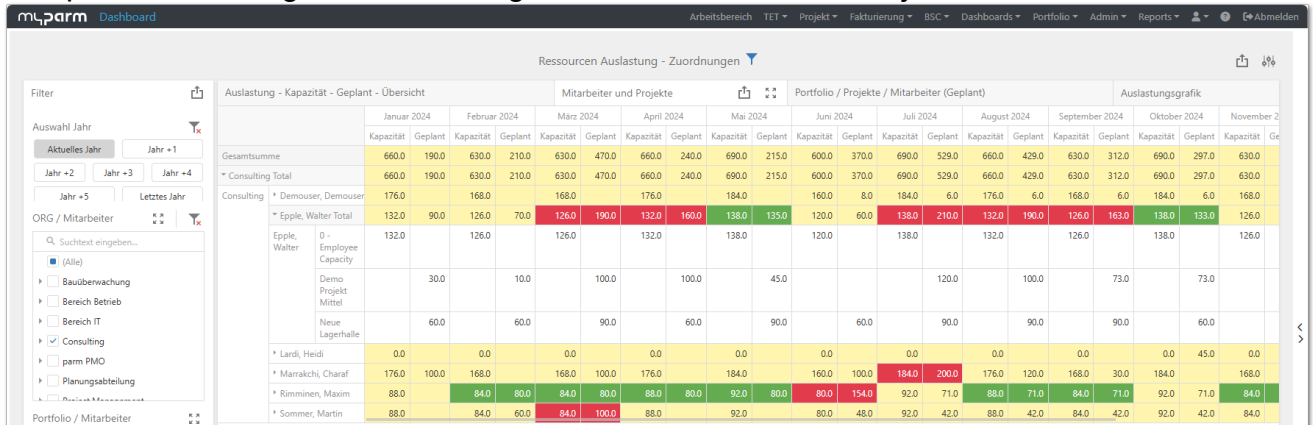 myparm Dashboard Arbeitsbereich TET Projekt Fakturierung BSC Dashboards Portfolio Admin Reports Abmelden
Ressourcen Auslastung - Zuordnungen
Filter
Auswahl Jahr
Aktuelles Jahr Jahr +1
Jahr +2 Jahr +3 Jahr +4
Jahr +5 Letztes Jahr
ORG / Mitarbeiter
Suchtext eingeben...
(Alle)
Bauüberwachung
Bereich Betrieb
Bereich IT
Consulting
parm PMO
Planungsabteilung
Portfolio / Mitarbeiter
Auslastung - Kapazität - Geplant - Übersicht Mitarbeiter und Projekte Portfolio / Projekte / Mitarbeiter (Geplant) Auslastungsgrafik
Januar 2024 Februar 2024 März 2024 April 2024 Mai 2024 Juni 2024 Juli 2024 August 2024 September 2024 Oktober 2024 November 2
Kapazität Geplant Kapazität Geplant Kapazität Geplant Kapazität Geplant Kapazität Geplant Kapazität Geplant Kapazität Geplant Kapazität Geplant Kapazität Geplant Kapazität Geplant Kapazität Ge
Gesamtsumme 660.0 190.0 630.0 210.0 630.0 470.0 660.0 240.0 690.0 215.0 600.0 370.0 690.0 529.0 660.0 429.0 630.0 312.0 690.0 297.0 630.0
Consulting Total 660.0 190.0 630.0 210.0 630.0 470.0 660.0 240.0 690.0 215.0 600.0 370.0 690.0 529.0 660.0 429.0 630.0 312.0 690.0 297.0 630.0
Consulting Demouser, Demouser 176.0 168.0 168.0 176.0 184.0 160.0 8.0 184.0 6.0 176.0 6.0 168.0 6.0 184.0 6.0 168.0
Epple, Walter Total 132.0 90.0 126.0 70.0 126.0 190.0 132.0 160.0 138.0 135.0 120.0 60.0 138.0 210.0 132.0 190.0 126.0 163.0 138.0 133.0 126.0
Epple, 0 - 132.0 126.0 126.0 132.0 138.0 120.0 138.0 132.0 126.0 138.0 126.0
Walter Employee
Capacity
Demo 30.0 10.0 100.0 100.0 45.0 120.0 100.0 73.0 73.0
Projekt
Mittel
Neue 60.0 60.0 90.0 60.0 90.0 60.0 90.0 90.0 90.0 60.0
Lagerhalle
Lardi, Heidi 0.0 0.0 0.0 0.0 0.0 0.0 0.0 0.0 0.0 0.0 45.0 0.0
Marrakchi, Charaf 176.0 100.0 168.0 168.0 100.0 176.0 184.0 160.0 100.0 184.0 200.0 176.0 120.0 168.0 30.0 184.0 168.0
Rimminen, Maxim 88.0 84.0 80.0 84.0 80.0 88.0 80.0 92.0 80.0 80.0 154.0 92.0 71.0 88.0 71.0 84.0 71.0 92.0 71.0 84.0
Sommer, Martin 88.0 84.0 60.0 84.0 100.0 88.0 92.0 80.0 48.0 92.0 42.0 88.0 42.0 84.0 42.0 92.0 42.0 84.0